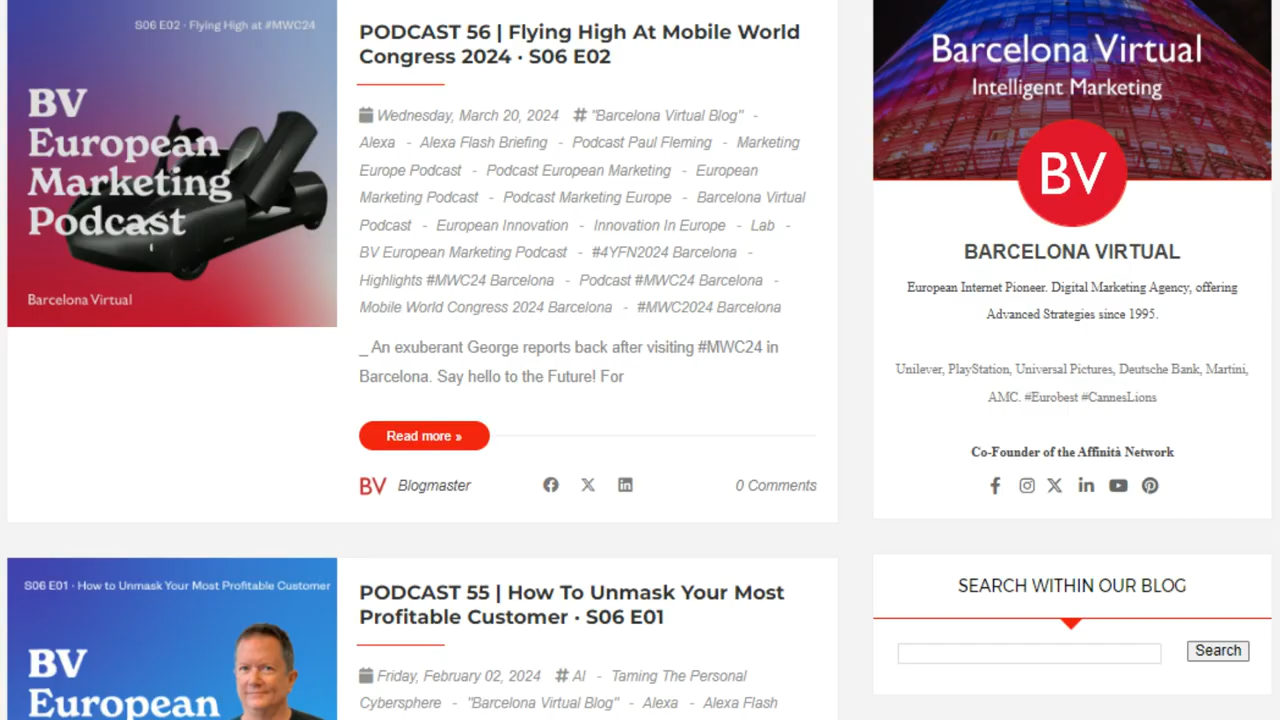 S06 E02 · Flying High at #MWC24
BV
European
Marketing
Podcast
Barcelona Virtual
PODCAST 56 | Flying High At Mobile World
Congress 2024 · S06 E02
Wednesday, March 20, 2024 # "Barcelona Virtual Blog" -
Alexa - Alexa Flash Briefing - Podcast Paul Fleming - Marketing
Europe Podcast - Podcast European Marketing - European
Marketing Podcast - Podcast Marketing Europe - Barcelona Virtual
Podcast - European Innovation - Innovation In Europe - Lab -
BV European Marketing Podcast - #4YFN2024 Barcelona -
Highlights #MWC24 Barcelona - Podcast #MWC24 Barcelona -
Mobile World Congress 2024 Barcelona - #MWC2024 Barcelona
_ An exuberant George reports back after visiting #MWC24 in
Barcelona. Say hello to the Future! For
Read more »
BV Blogmaster
0 Comments
S06 E01 · How to Unmask Your Most Profitable Customer
BV
European
PODCAST 55 | How To Unmask Your Most
Profitable Customer · S06 E01
Friday, February 02, 2024 # AI - Taming The Personal
Cybersphere - "Barcelona Virtual Blog" - Alexa - Alexa Flash
Barcelona Virtual
Intelligent Marketing
BV
BARCELONA VIRTUAL
European Internet Pioneer. Digital Marketing Agency, offering
Advanced Strategies since 1995.
Unilever, PlayStation, Universal Pictures, Deutsche Bank, Martini,
AMC. #Eurobest #CannesLions
Co-Founder of the Affinità Network
SEARCH WITHIN OUR BLOG
Search